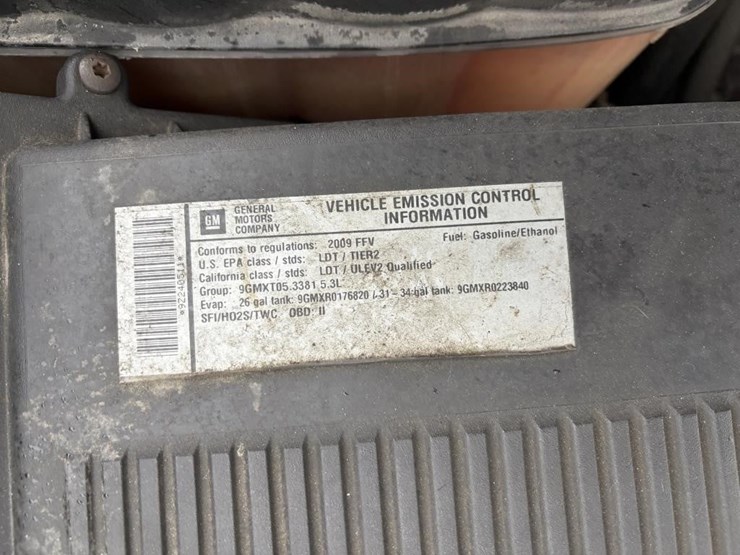 GM
GENERAL
MOTORS
COMPANY
VEHICLE EMISSION CONTROL
INFORMATION
Conforms to regulations: 2009 FFV
Fuel: Gasoline/Ethanol
U.S. EPA class / stds: LDT / TIER2
California class / stds: LDT / ULEV2 Qualified
Group: 9GMXT05.3381 5.3L
Evap: 26 gal tank: 9GMXR0176820 / 31 - 34 gal tank: 9GMXR0223840
SFI/HO2S/TWC OBD: II
*92248511*